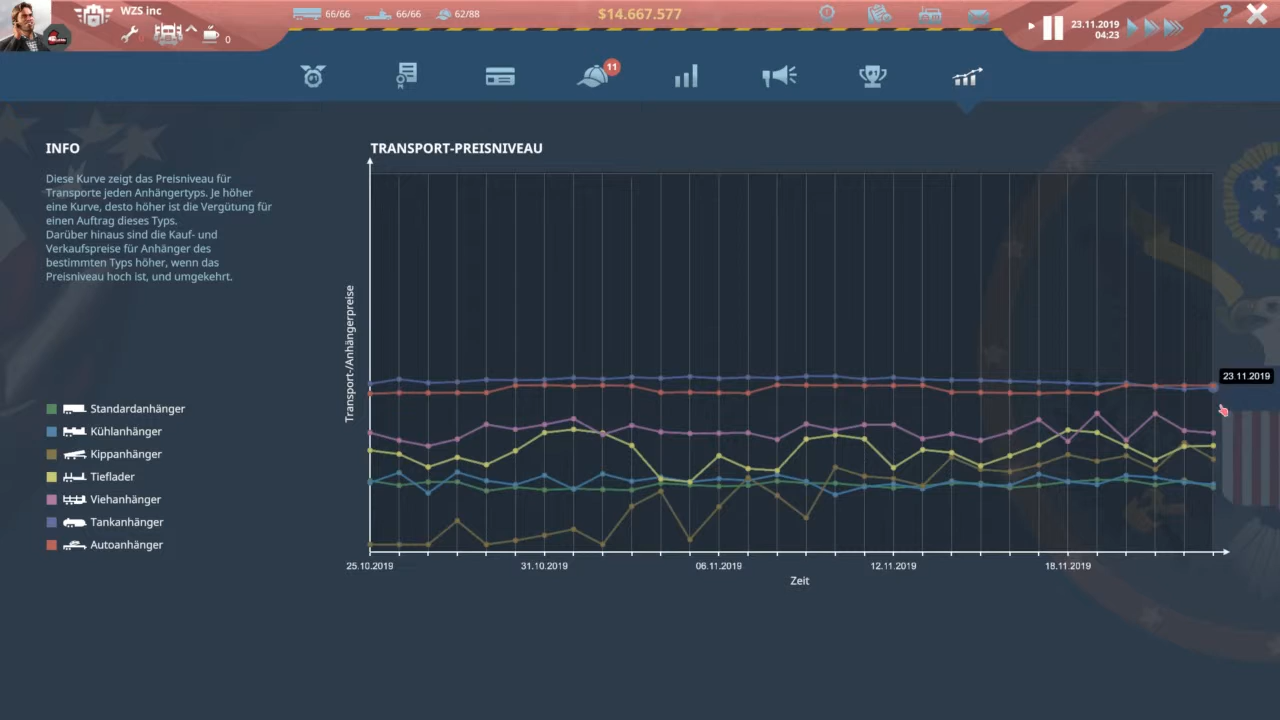 WZS inc
0
66/66
66/66
62/88
$14.667.577
23.11.2019
04:23
?
11
INFO
Diese Kurve zeigt das Preisniveau für
Transporte jeden Anhängertyps. Je höher
eine Kurve, desto höher ist die Vergütung für
einen Auftrag dieses Typs.
Darüber hinaus sind die Kauf- und
Verkaufspreise für Anhänger des
bestimmten Typs höher, wenn das
Preisniveau hoch ist, und umgekehrt.
Standardanhänger
Kühlanhänger
Kippanhänger
Tieflader
Viehanhänger
Tankanhänger
Autoanhänger
TRANSPORT-PREISNIVEAU
Transport-/Anhängerpreise
23.11.2019
25.10.2019
31.10.2019
06.11.2019
12.11.2019
18.11.2019
Zeit